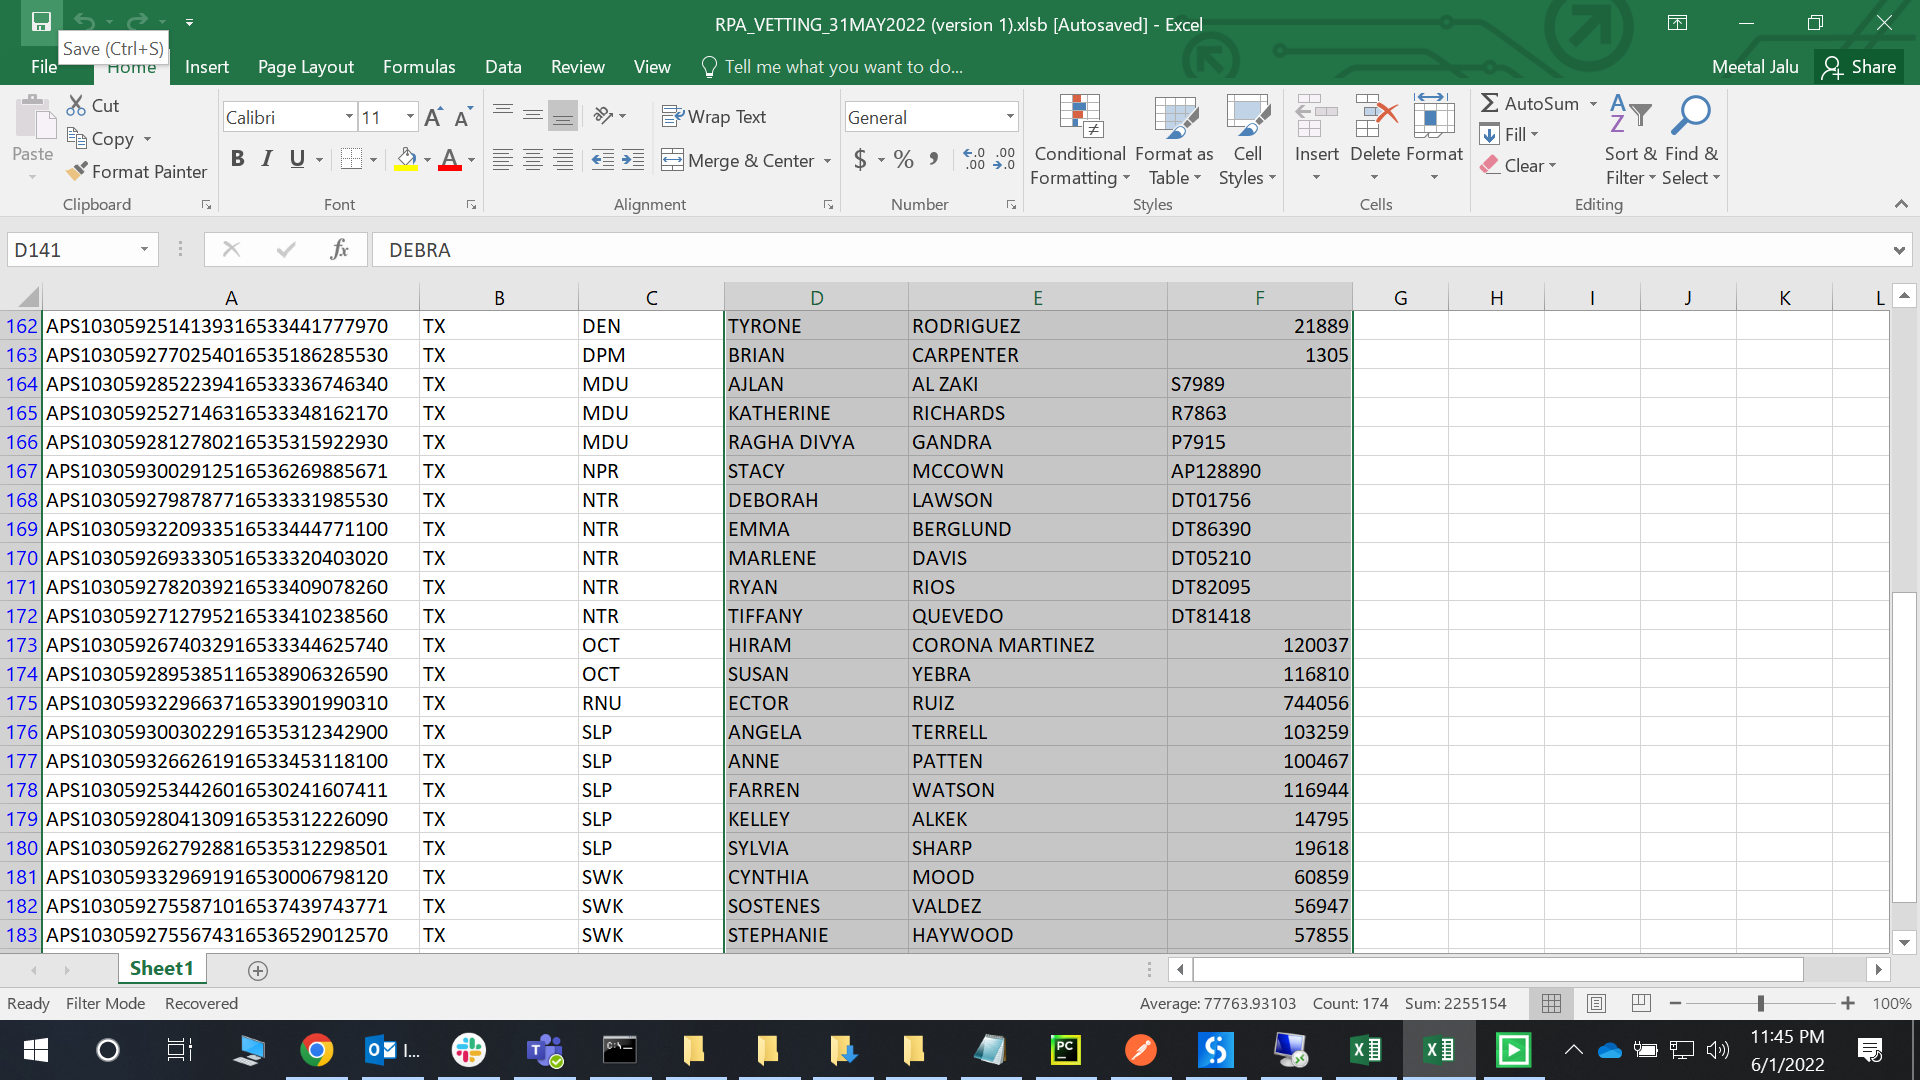 RPA_VETTING_31MAY2022 (version 1).xlsb [Autosaved] - Excel
Save (Ctrl+S)
File Home Insert Page Layout Formulas Data Review View Tell me what you want to do... Meetal Jalu Share
Paste Cut Copy Format Painter Clipboard
Calibri 11 B I U A Font
Wrap Text Merge & Center Alignment
General $ % , Number
Conditional Formatting Format as Table Cell Styles Styles
Insert Delete Format Cells
AutoSum Fill Clear Sort & Filter Find & Select Editing
D141 fx DEBRA
A B C D E F G H I J K L
162 APS10305925141393165334417779​70 TX DEN TYRONE RODRIGUEZ 21889
163 APS1030592770254016535186285530 TX DPM BRIAN CARPENTER 1305
164 APS1030592852239416533336746340 TX MDU AJLAN AL ZAKI S7989
165 APS1030592527146316533348162170 TX MDU KATHERINE RICHARDS R7863
166 APS1030592812780216535315922930 TX MDU RAGHA DIVYA GANDRA P7915
167 APS1030593002912516536269885671 TX NPR STACY MCCOWN AP128890
168 APS1030592798787716533331985530 TX NTR DEBORAH LAWSON DT01756
169 APS1030593220933516533444771100 TX NTR EMMA BERGLUND DT86390
170 APS1030592693330516533320403020 TX NTR MARLENE DAVIS DT05210
171 APS1030592782039216533409078260 TX NTR RYAN RIOS DT82095
172 APS1030592712795216533410238560 TX NTR TIFFANY QUEVEDO DT81418
173 APS1030592674032916533344625740 TX OCT HIRAM CORONA MARTINEZ 120037
174 APS1030592895385116538906326590 TX OCT SUSAN YEBRA 116810
175 APS1030593229663716533901990310 TX RNU ECTOR RUIZ 744056
176 APS1030593003022916535312342900 TX SLP ANGELA TERRELL 103259
177 APS1030593266261916533453118100 TX SLP ANNE PATTEN 100467
178 APS1030592534426016530241607411 TX SLP FARREN WATSON 116944
179 APS1030592804130916535312226090 TX SLP KELLEY ALKEK 14795
180 APS1030592627928816535312298501 TX SLP SYLVIA SHARP 19618
181 APS1030593329691916530006798120 TX SWK CYNTHIA MOOD 60859
182 APS1030592755871016537439743771 TX SWK SOSTENES VALDEZ 56947
183 APS1030592755674316536529012570 TX SWK STEPHANIE HAYWOOD 57855
Sheet1
Ready Filter Mode Recovered Average: 77763.93103 Count: 174 Sum: 2255154 100%
11:45 PM
6/1/2022